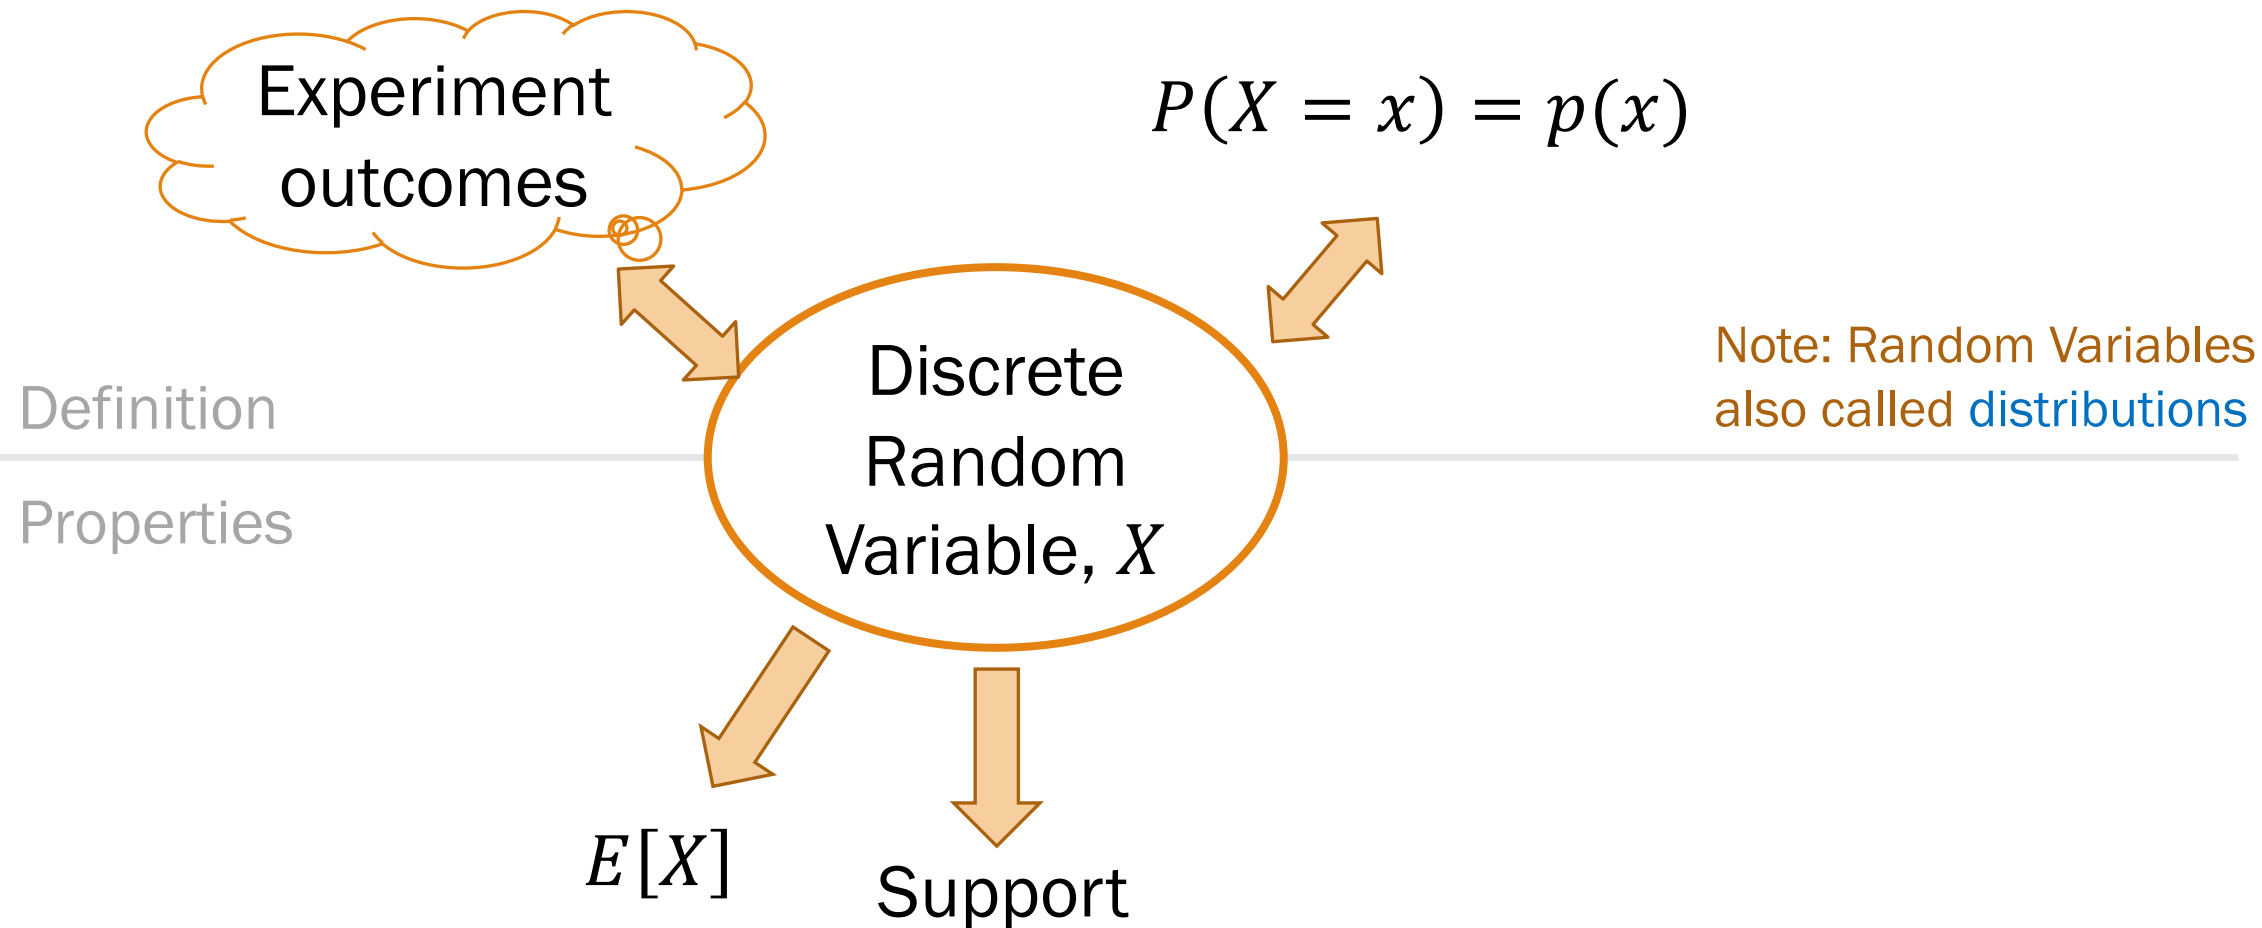 Experiment
outcomes
P(X = x) = p(x)
Note: Random Variables
also called distributions
Definition
Properties
Discrete
Random
Variable, X
E[X]
Support